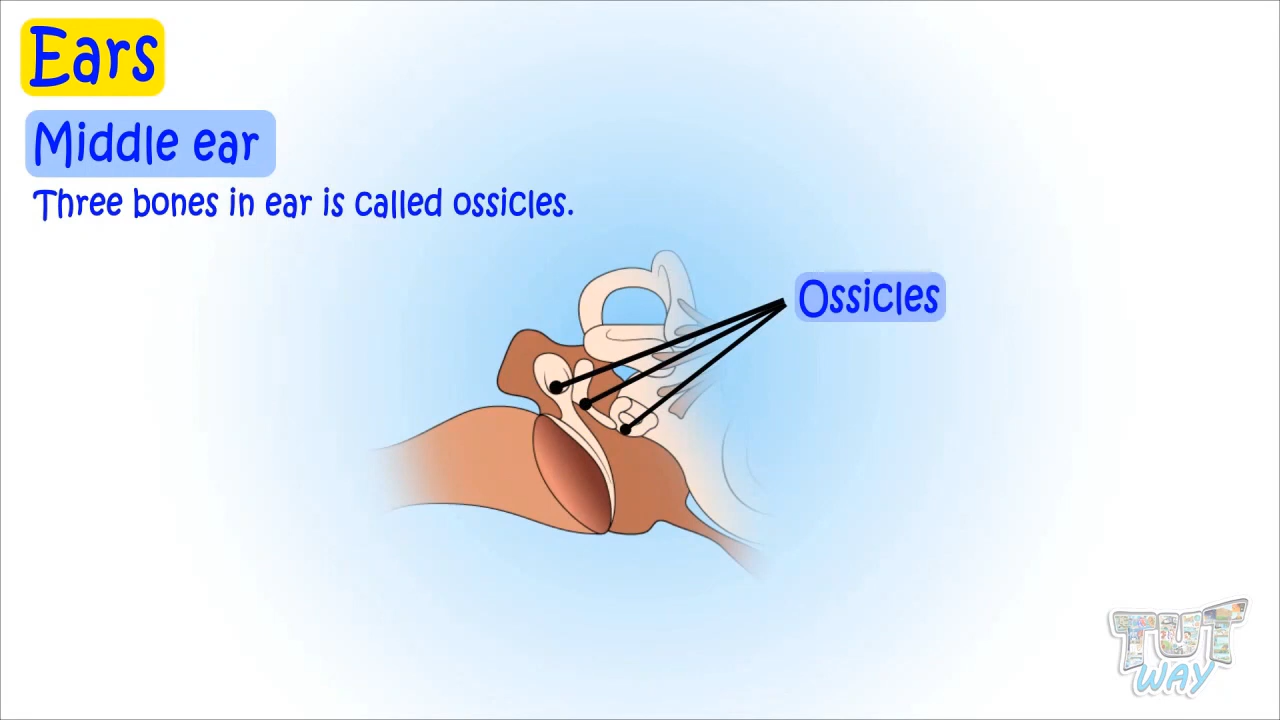 Ears
Middle ear
Three bones in ear is called ossicles.
Ossicles
TUT
WAY